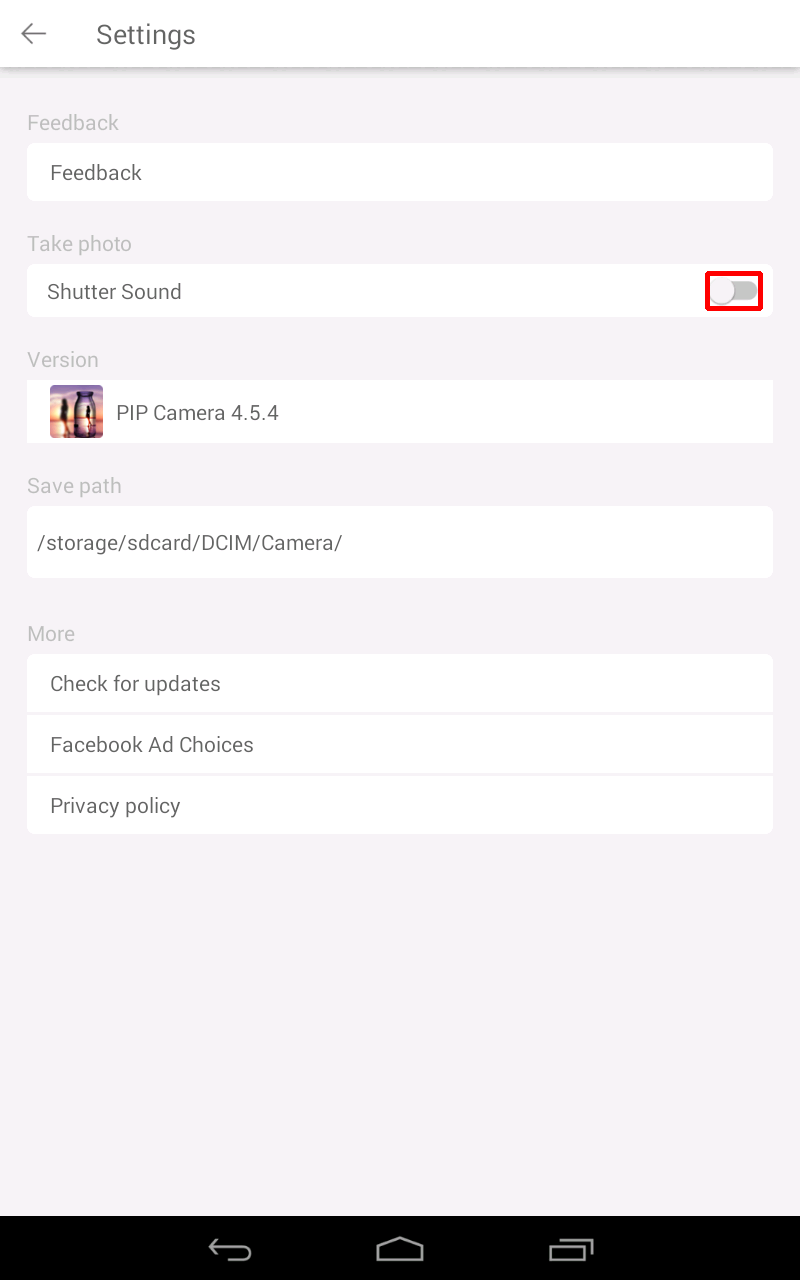 Settings
Feedback
Feedback
Take photo
Shutter Sound
Version
PIP Camera 4.5.4
Save path
/storage/sdcard/DCIM/Camera/
More
Check for updates
Facebook Ad Choices
Privacy policy